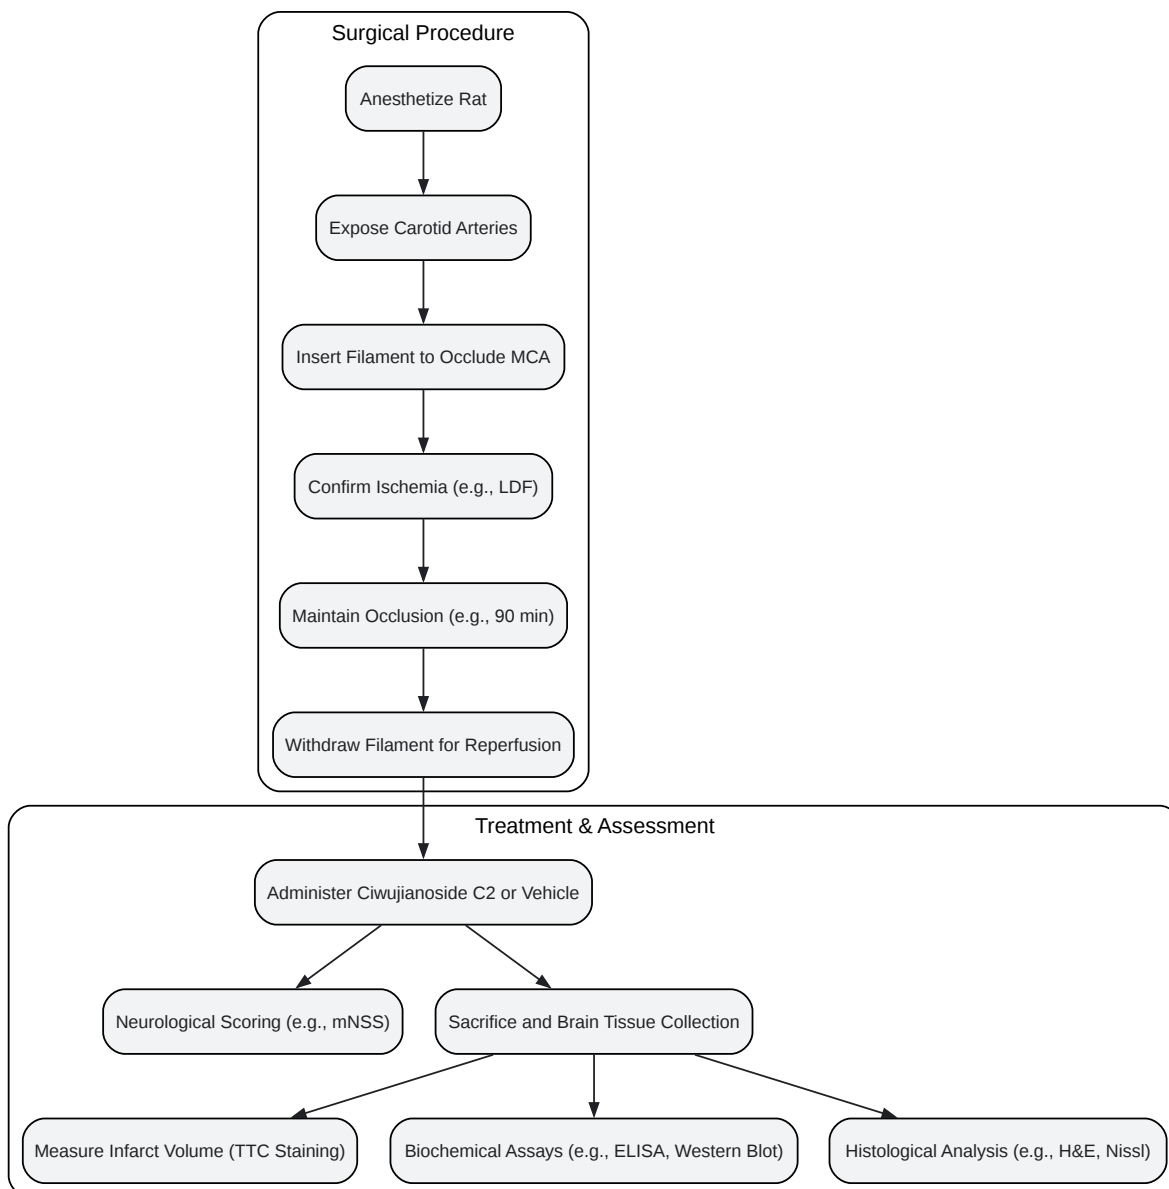 Surgical Procedure
Anesthetize Rat
Expose Carotid Arteries
Insert Filament to Occlude MCA
Confirm Ischemia (e.g., LDF)
Maintain Occlusion (e.g., 90 min)
Withdraw Filament for Reperfusion
Treatment & Assessment
Administer Ciwujianoside C2 or Vehicle
Neurological Scoring (e.g., mNSS)
Sacrifice and Brain Tissue Collection
Measure Infarct Volume (TTC Staining)
Biochemical Assays (e.g., ELISA, Western Blot)
Histological Analysis (e.g., H&E, Nissl)